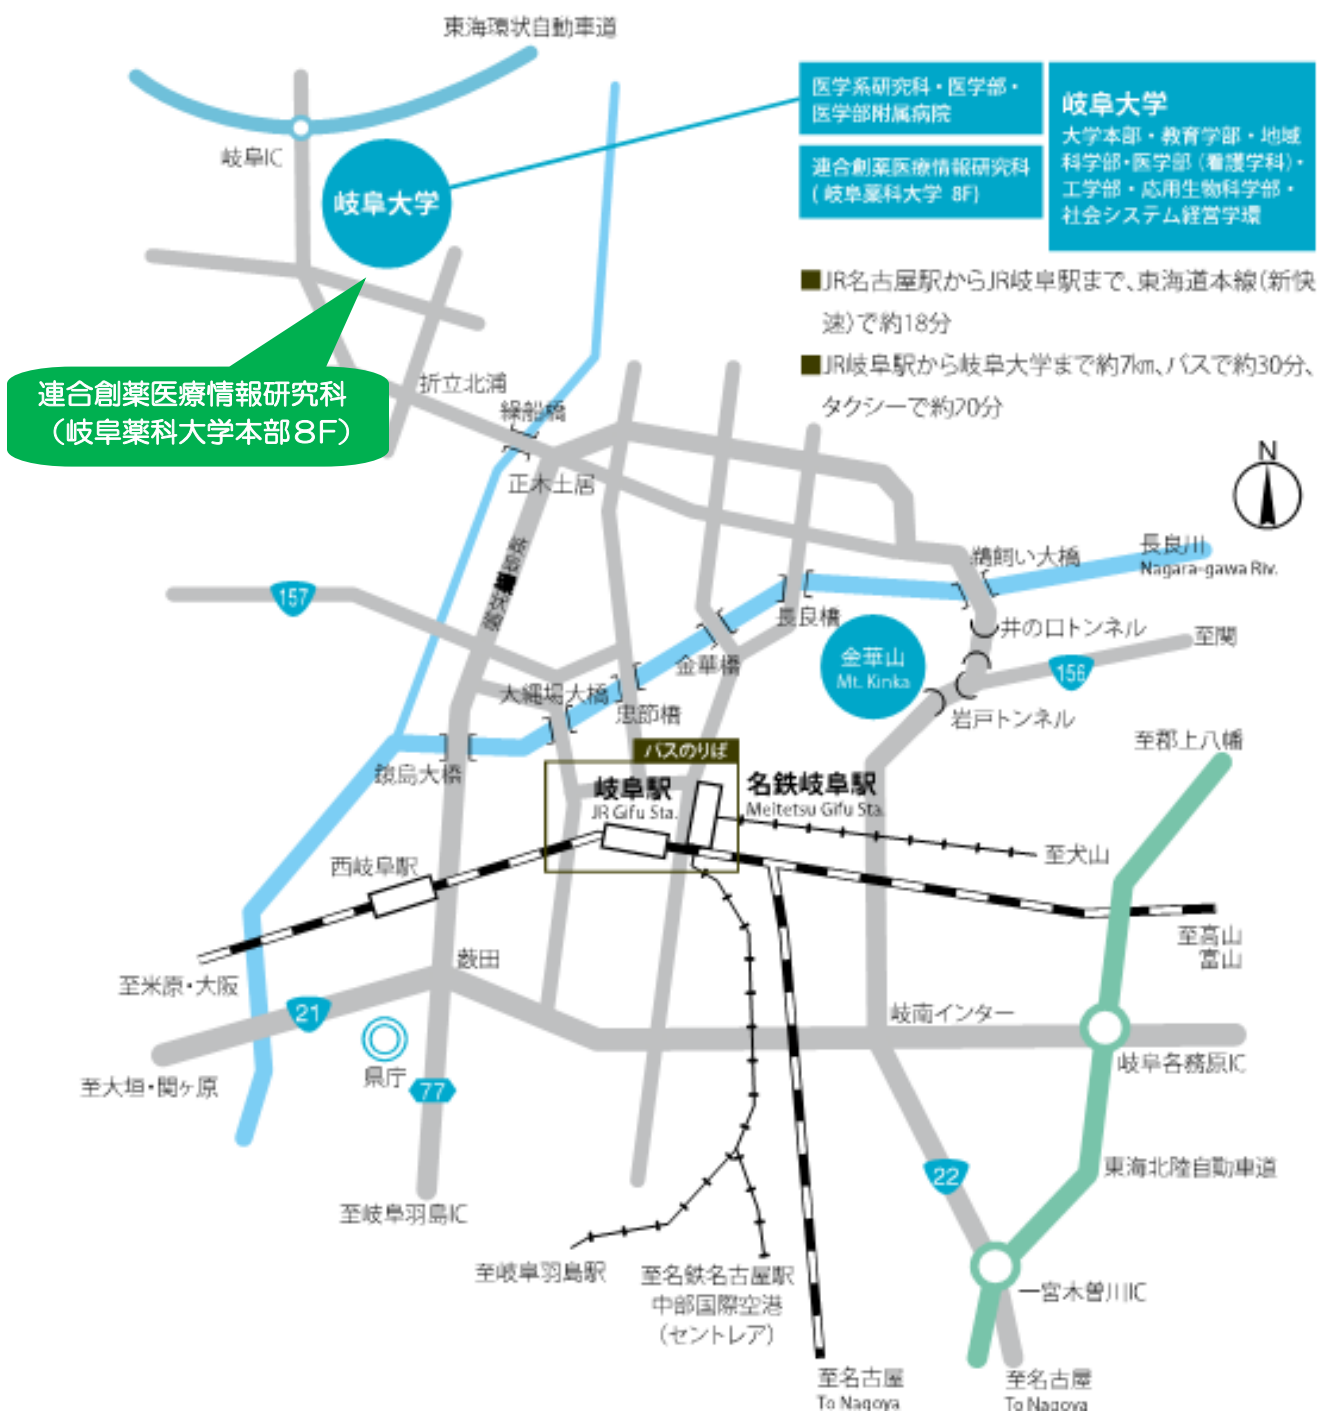 東海環状自動車道
岐阜IC
岐阜大学
医学系研究科・医学部・
医学部附属病院
連合創薬医療情報研究科
( 岐阜薬科大学 8F)
岐阜大学
大学本部・教育学部・地域
科学部・医学部（看護学科）・
工学部・応用生物科学部・
社会システム経営学環
■JR名古屋駅からJR岐阜駅まで、東海道本線（新快
速）で約18分
■JR岐阜駅から岐阜大学まで約7km、バスで約30分、
タクシーで約20分
連合創薬医療情報研究科
（岐阜薬科大学本部８F）
折立北浦
繰船橋
正木土居
N
鵜飼い大橋
長良川
Nagara-gawa Riv.
157
長良橋
井の口トンネル
至関
金華橋
金華山
Mt. Kinka
156
大縄場大橋
忠節橋
岩戸トンネル
至郡上八幡
バスのりば
鏡島大橋
岐阜駅
JR Gifu Sta.
名鉄岐阜駅
Meitetsu Gifu Sta.
至犬山
西岐阜駅
至高山
富山
薮田
至米原・大阪
21
岐南インター
県庁
77
岐阜各務原IC
至大垣・関ヶ原
22
東海北陸自動車道
至岐阜羽島IC
至岐阜羽島駅
至名鉄名古屋駅
中部国際空港
（セントレア）
一宮木曽川IC
至名古屋
To Nagoya
至名古屋
To Nagoya